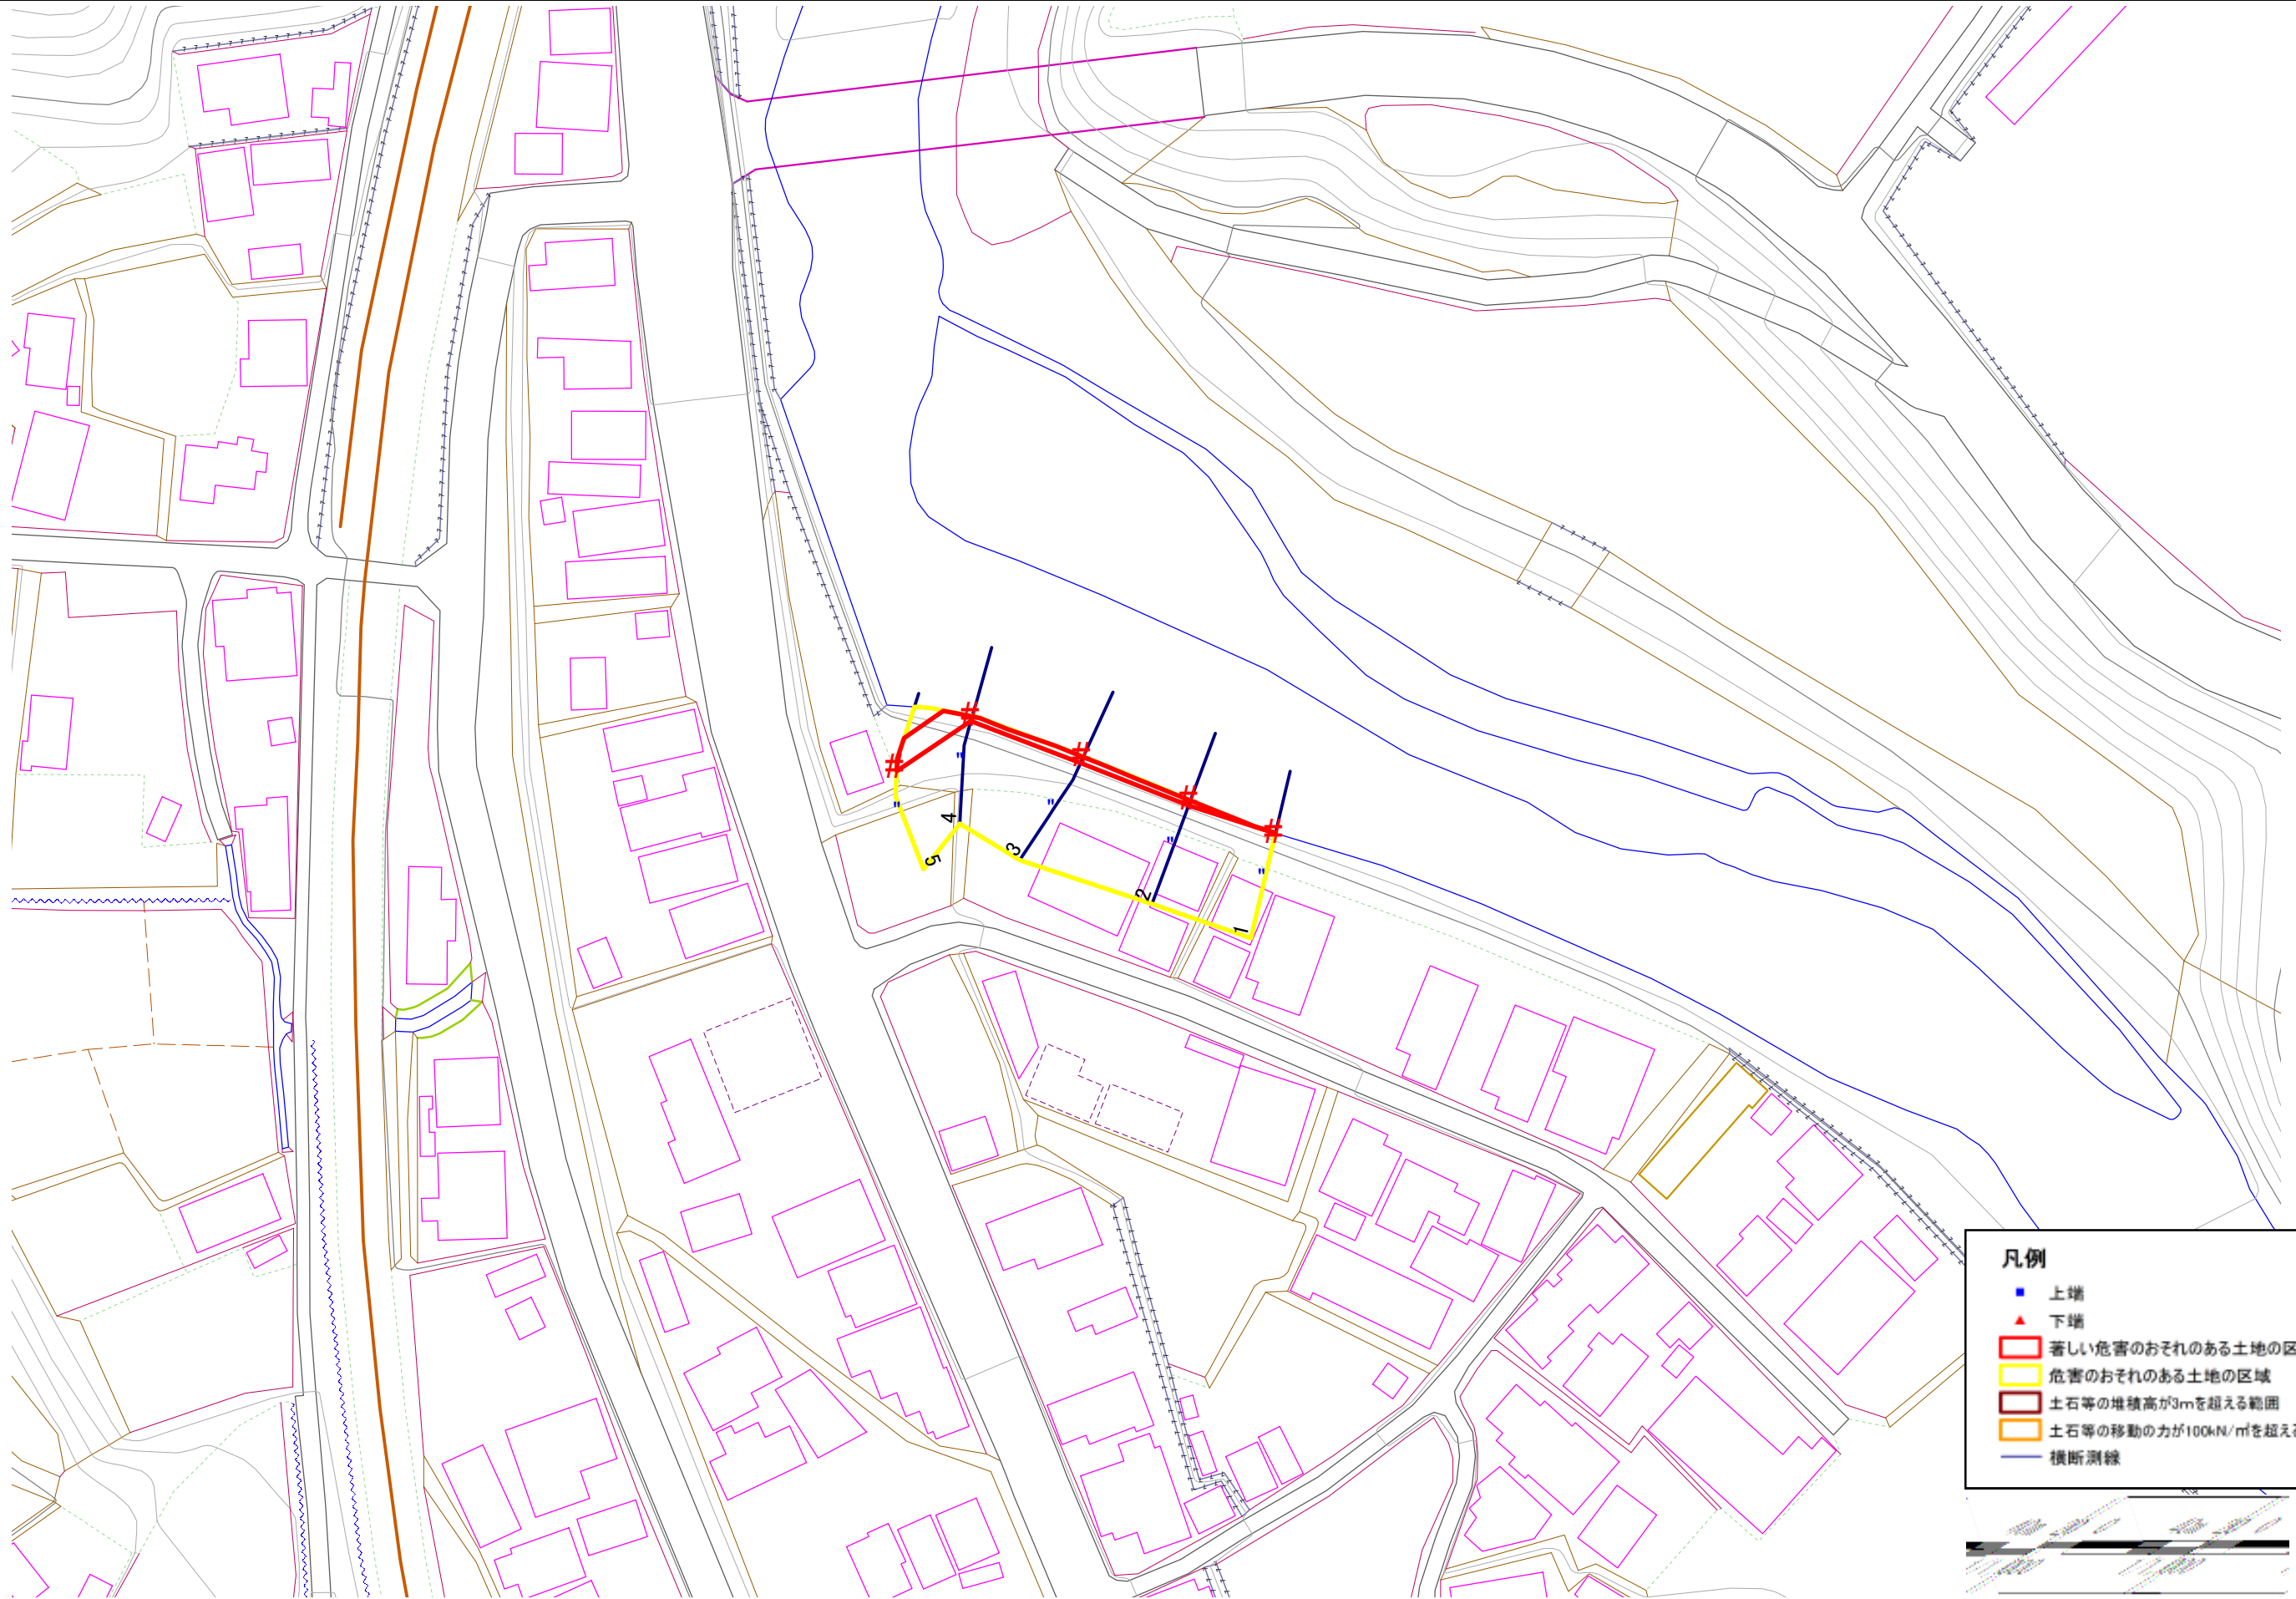 #
#
#
#
#
"
"
"
"
"
4
3
5
2
1
凡例
上端
下端
著しい危害のおそれのある土地の区
危害のおそれのある土地の区域
土石等の堆積高が3mを超える範囲
土石等の移動の力が100kN/㎡を超え
横断測線